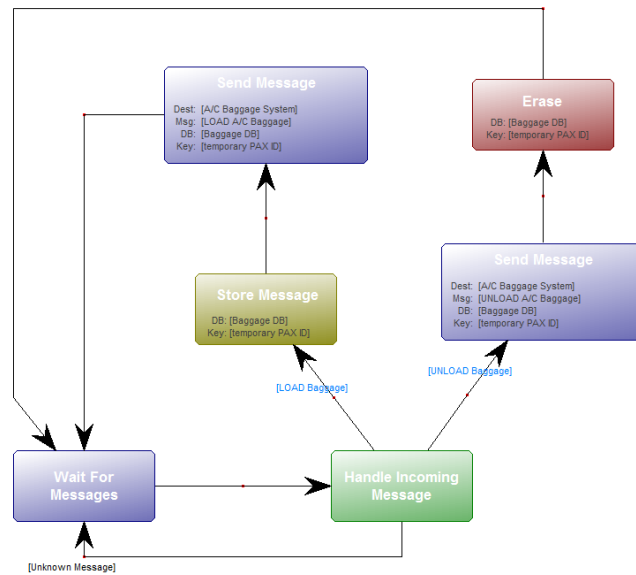 Send Message
Dest: [A/C Baggage System]
Msg: [LOAD A/C Baggage]
DB: [Baggage DB]
Key: [temporary PAX ID]
Erase
DB: [Baggage DB]
Key: [temporary PAX ID]
Send Message
Dest: [A/C Baggage System]
Msg: [UNLOAD A/C Baggage]
DB: [Baggage DB]
Key: [temporary PAX ID]
Store Message
DB: [Baggage DB]
Key: [temporary PAX ID]
[LOAD Baggage]
[UNLOAD Baggage]
Wait For
Messages
Handle Incoming
Message
[Unknown Message]